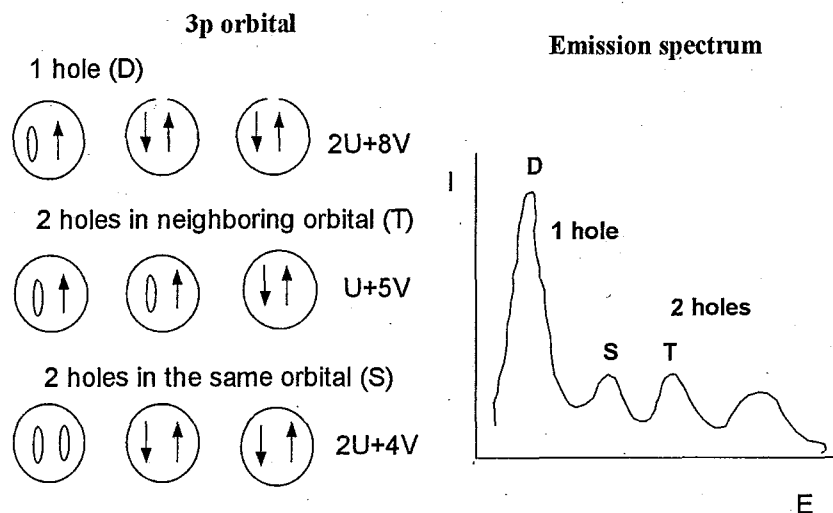 3p orbital
1 hole (D)
2U+8V
2 holes in neighboring orbital (T)
U+5V
2 holes in the same orbital (S)
2U+4V
Emission spectrum
I
D
1 hole
2 holes
S T
E